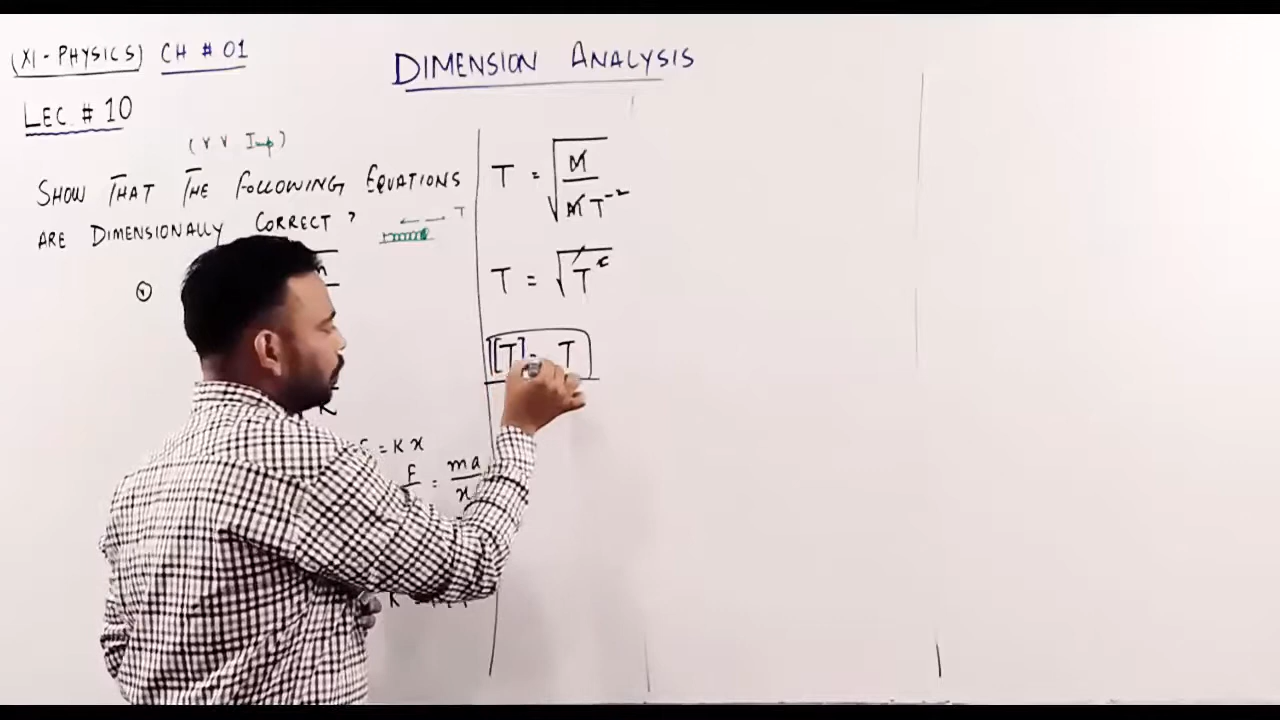 (XI - PHYSICS) CH # 01
DIMENSION ANALYSIS
LEC. # 10
(V V Imp)
SHOW THAT THE FOLLOWING EQUATIONS
ARE DIMENSIONALLY CORRECT ?
T
= K x
F = ma
x
T = √ M
M T⁻²
T = √T²
[T] = T